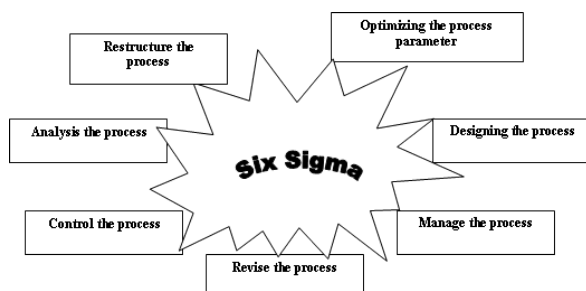 Optimizing the process
parameter
Restructure the
process
Analysis the process
Designing the process
Six Sigma
Control the process
Manage the process
Revise the process